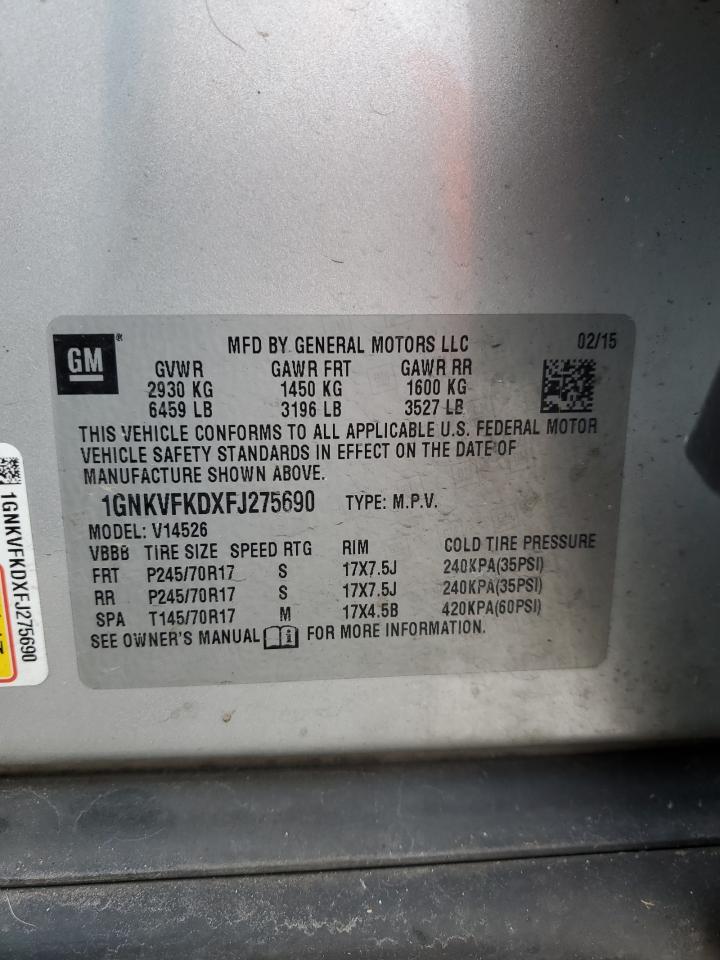 GM ®
MFD BY GENERAL MOTORS LLC 02/15
GVWR GAWR FRT GAWR RR
2930 KG 1450 KG 1600 KG
6459 LB 3196 LB 3527 LB
THIS VEHICLE CONFORMS TO ALL APPLICABLE U.S. FEDERAL MOTOR
VEHICLE SAFETY STANDARDS IN EFFECT ON THE DATE OF
MANUFACTURE SHOWN ABOVE.
1GNKVFKDXFJ275690 TYPE: M.P.V.
MODEL: V14526
VBBB TIRE SIZE SPEED RTG RIM COLD TIRE PRESSURE
FRT P245/70R17 S 17X7.5J 240KPA(35PSI)
RR P245/70R17 S 17X7.5J 240KPA(35PSI)
SPA T145/70R17 M 17X4.5B 420KPA(60PSI)
SEE OWNER'S MANUAL FOR MORE INFORMATION.
1GNKVFKDXFJ275690